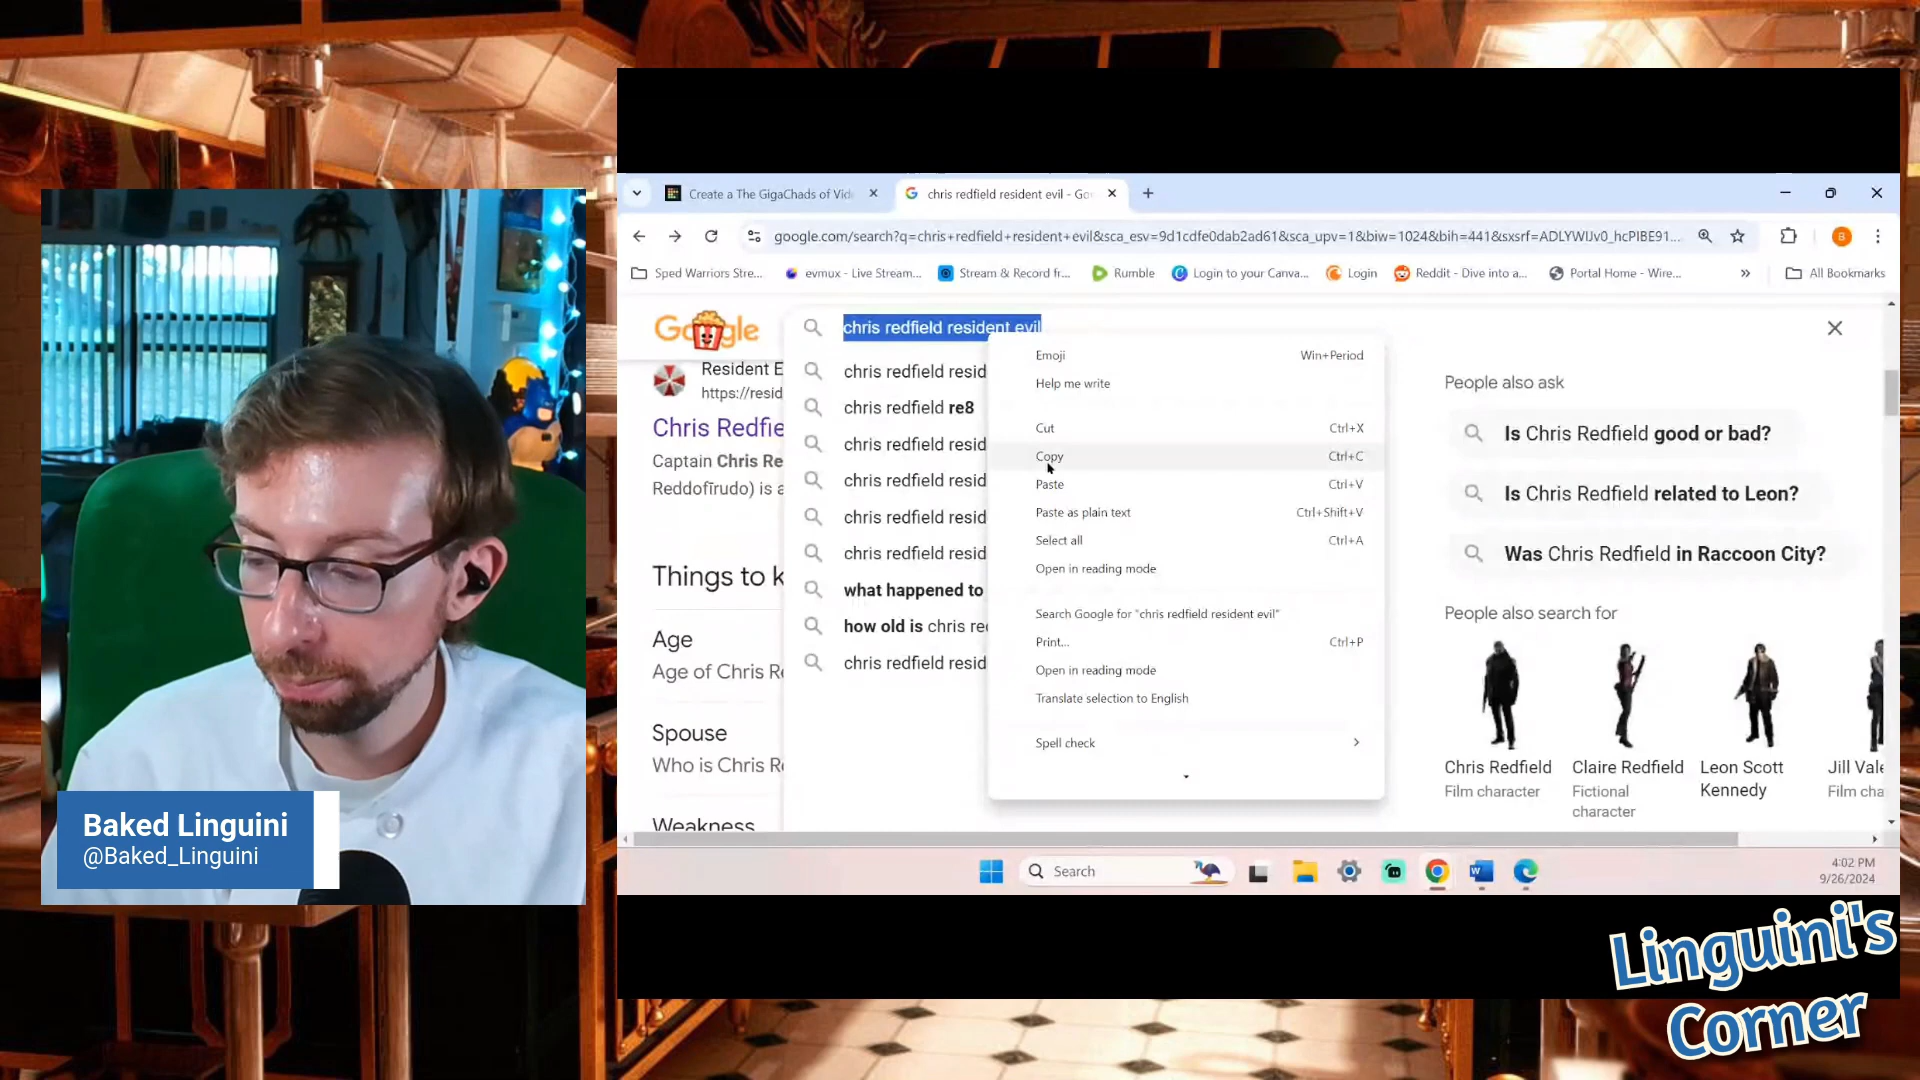 Create a The GigaChads of Vid
chris redfield resident evil - Go
google.com/search?q=chris+redfield+resident+evil&sca_esv=9d1cdfe0dab2ad61&sca_upv=1&biw=1024&bih=441&sxsrf=ADLYWIJv0_hcPIBE91...
B
Sped Warriors Stre...
evmux - Live Stream...
Stream & Record fr...
Rumble
Login to your Canva...
Login
Reddit - Dive into a...
Portal Home - Wire...
»
All Bookmarks
Google
chris redfield resident evil
Resident E
https://resid
Chris Redfie
Captain Chris Re
Reddofīrudo) is a
Things to k
Age
Age of Chris R
Spouse
Who is Chris R
Weakness
chris redfield resid
chris redfield re8
chris redfield resid
chris redfield resid
chris redfield resid
chris redfield resid
what happened to
how old is chris re
chris redfield resid
Emoji Win+Period
Help me write
Cut Ctrl+X
Copy Ctrl+C
Paste Ctrl+V
Paste as plain text Ctrl+Shift+V
Select all Ctrl+A
Open in reading mode
Search Google for "chris redfield resident evil"
Print... Ctrl+P
Open in reading mode
Translate selection to English
Spell check
People also ask
Is Chris Redfield good or bad?
Is Chris Redfield related to Leon?
Was Chris Redfield in Raccoon City?
People also search for
Chris Redfield
Film character
Claire Redfield
Fictional
character
Leon Scott
Kennedy
Jill Vale
Film cha
Search
4:02 PM
9/26/2024
Baked Linguini
@Baked_Linguini
Linguini's
Corner